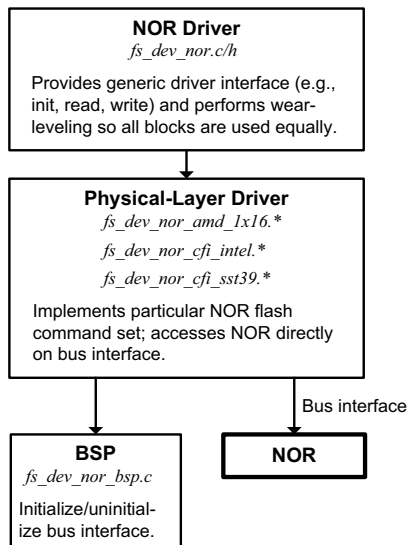 NOR Driver
fs_dev_nor.c/h
Provides generic driver interface (e.g.,
init, read, write) and performs wear-
leveling so all blocks are used equally.
Physical-Layer Driver
fs_dev_nor_amd_1x16.*
fs_dev_nor_cfi_intel.*
fs_dev_nor_cfi_sst39.*
Implements particular NOR flash
command set; accesses NOR directly
on bus interface.
Bus interface
BSP
fs_dev_nor_bsp.c
Initialize/uninitial-
ize bus interface.
NOR